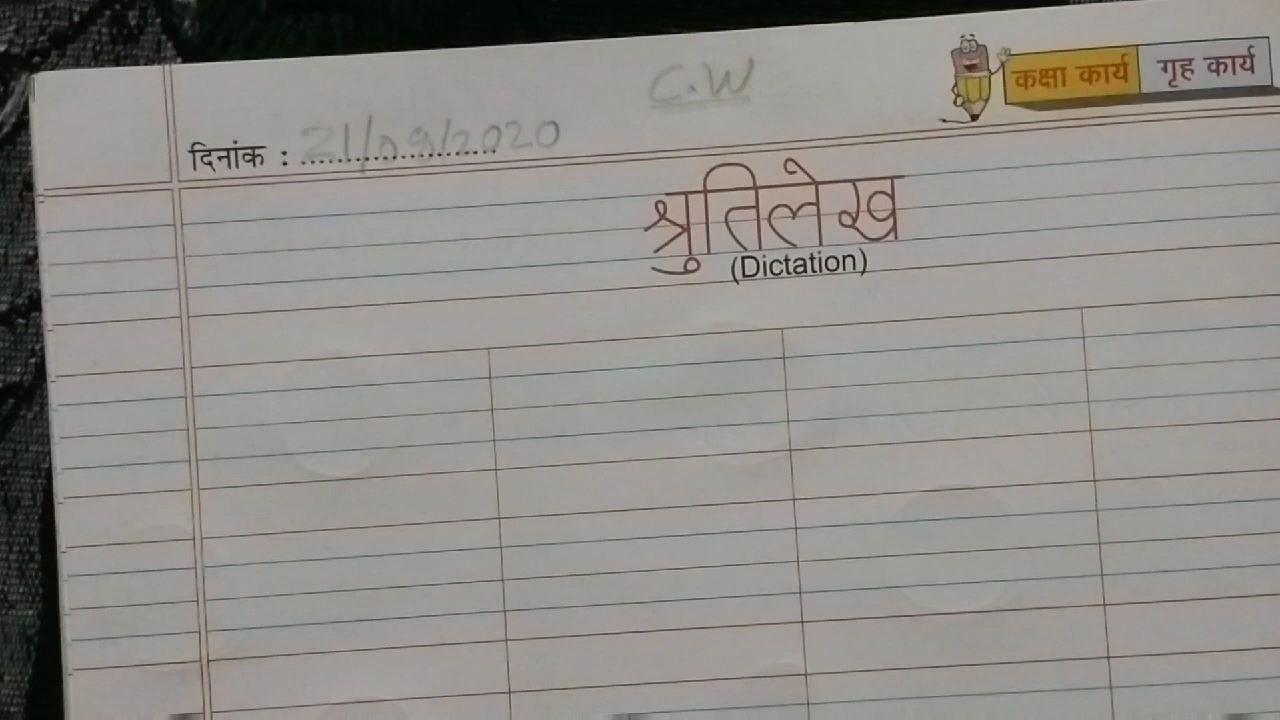 C.W
कक्षा कार्य गृह कार्य
दिनांक : 21/09/2020
श्रुतिलेख
(Dictation)